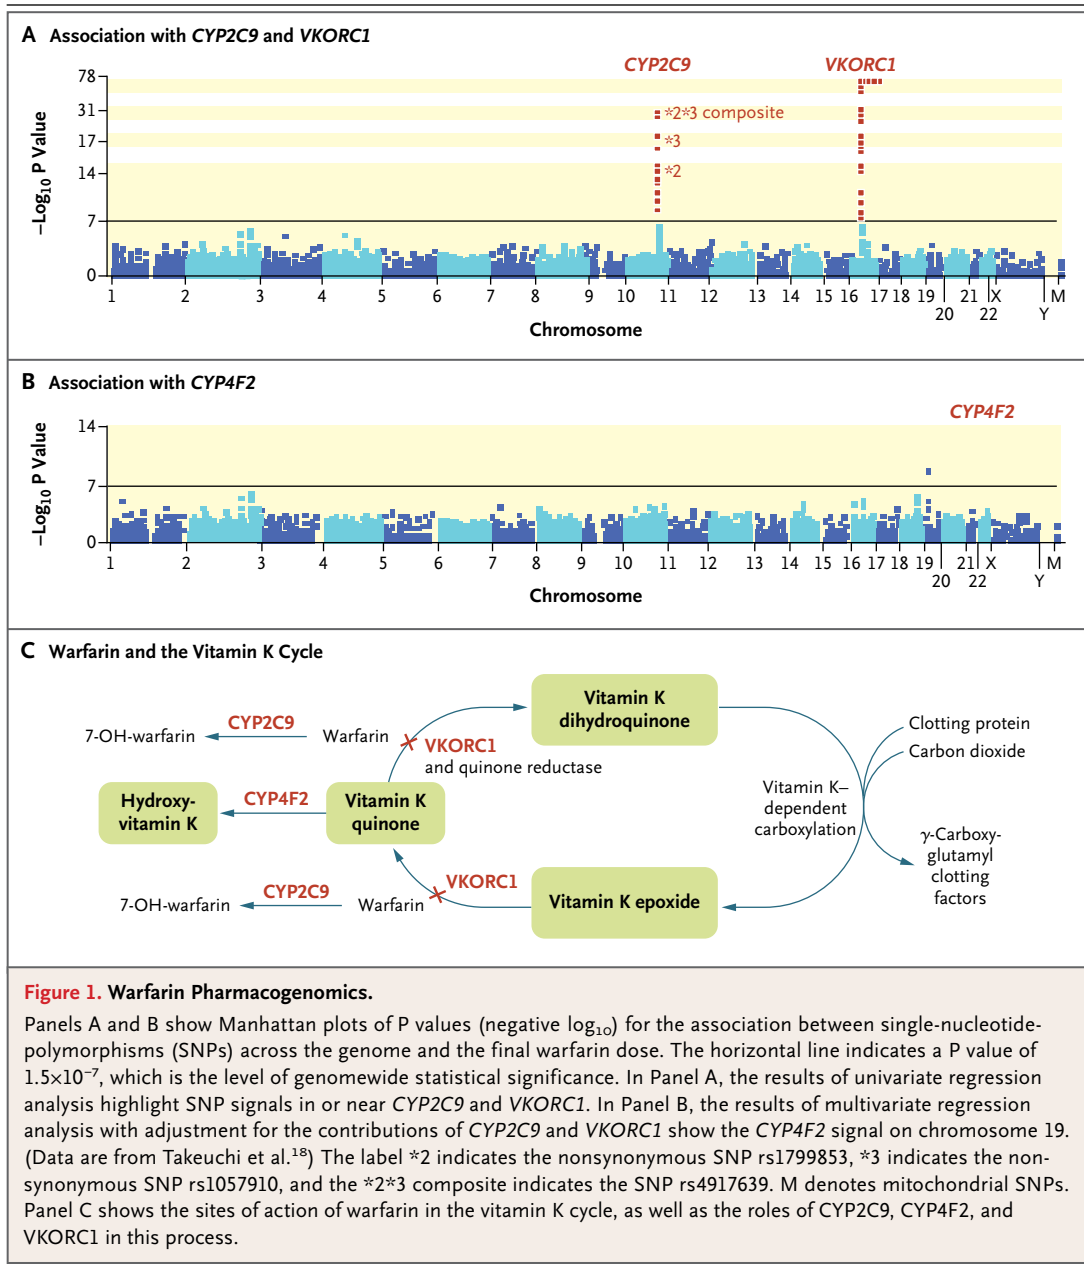 A Association with CYP2C9 and VKORC1
CYP2C9 VKORC1
–Log₁₀ P Value
78
31
17
14
7
0
*2*3 composite
*3
*2
1 2 3 4 5 6 7 8 9 10 11 12 13 14 15 16 17 18 19 21 X M
20 22 Y
Chromosome
B Association with CYP4F2
CYP4F2
–Log₁₀ P Value
14
7
0
1 2 3 4 5 6 7 8 9 10 11 12 13 14 15 16 17 18 19 21 X M
20 22 Y
Chromosome
C Warfarin and the Vitamin K Cycle
7-OH-warfarin
CYP2C9
Warfarin
VKORC1
and quinone reductase
Vitamin K
dihydroquinone
Clotting protein
Carbon dioxide
Hydroxy-
vitamin K
CYP4F2
Vitamin K
quinone
Vitamin K–
dependent
carboxylation
γ-Carboxy-
glutamyl
clotting
factors
7-OH-warfarin
CYP2C9
Warfarin
VKORC1
Vitamin K epoxide
Figure 1. Warfarin Pharmacogenomics.
Panels A and B show Manhattan plots of P values (negative log₁₀) for the association between single-nucleotide-
polymorphisms (SNPs) across the genome and the final warfarin dose. The horizontal line indicates a P value of
1.5×10⁻⁷, which is the level of genomewide statistical significance. In Panel A, the results of univariate regression
analysis highlight SNP signals in or near CYP2C9 and VKORC1. In Panel B, the results of multivariate regression
analysis with adjustment for the contributions of CYP2C9 and VKORC1 show the CYP4F2 signal on chromosome 19.
(Data are from Takeuchi et al.¹⁸) The label *2 indicates the nonsynonymous SNP rs1799853, *3 indicates the non-
synonymous SNP rs1057910, and the *2*3 composite indicates the SNP rs4917639. M denotes mitochondrial SNPs.
Panel C shows the sites of action of warfarin in the vitamin K cycle, as well as the roles of CYP2C9, CYP4F2, and
VKORC1 in this process.